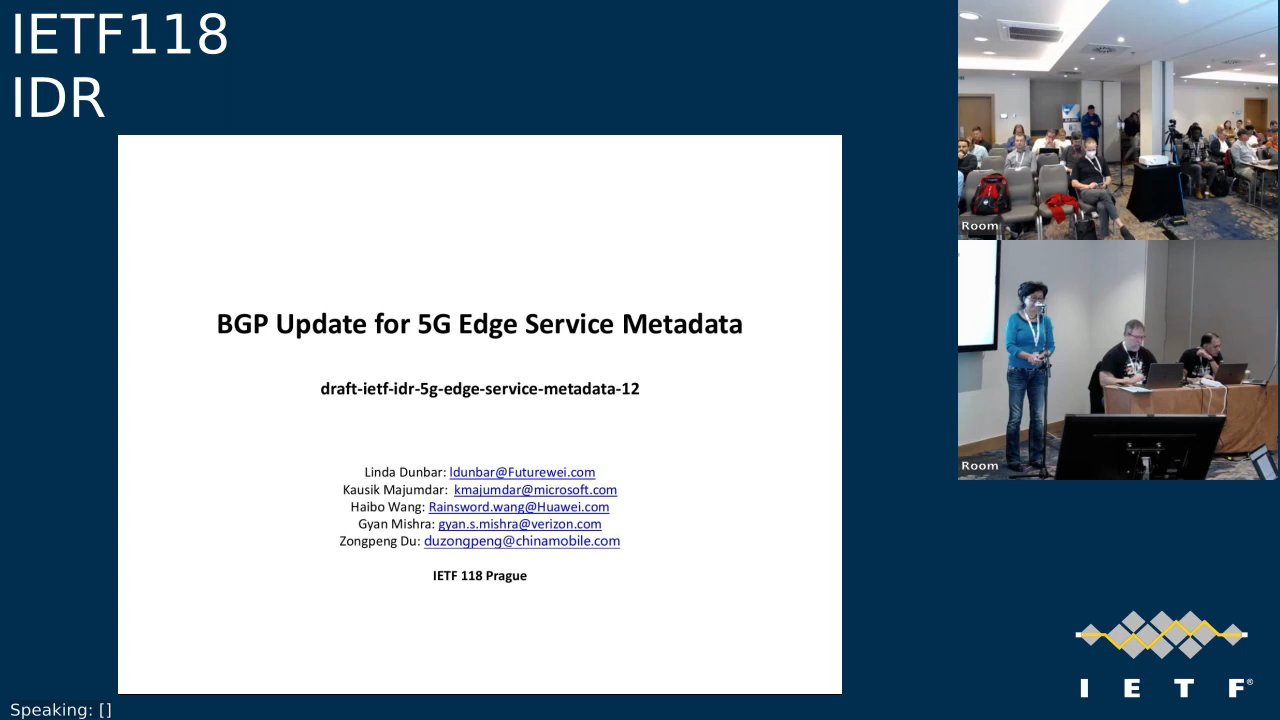 IETF118
IDR
BGP Update for 5G Edge Service Metadata
draft-ietf-idr-5g-edge-service-metadata-12
Linda Dunbar: ldunbar@Futurewei.com
Kausik Majumdar: kmajumdar@microsoft.com
Haibo Wang: Rainsword.wang@Huawei.com
Gyan Mishra: gyan.s.mishra@verizon.com
Zongpeng Du: duzongpeng@chinamobile.com
IETF 118 Prague
Room
Room
I E T F®
Speaking: []